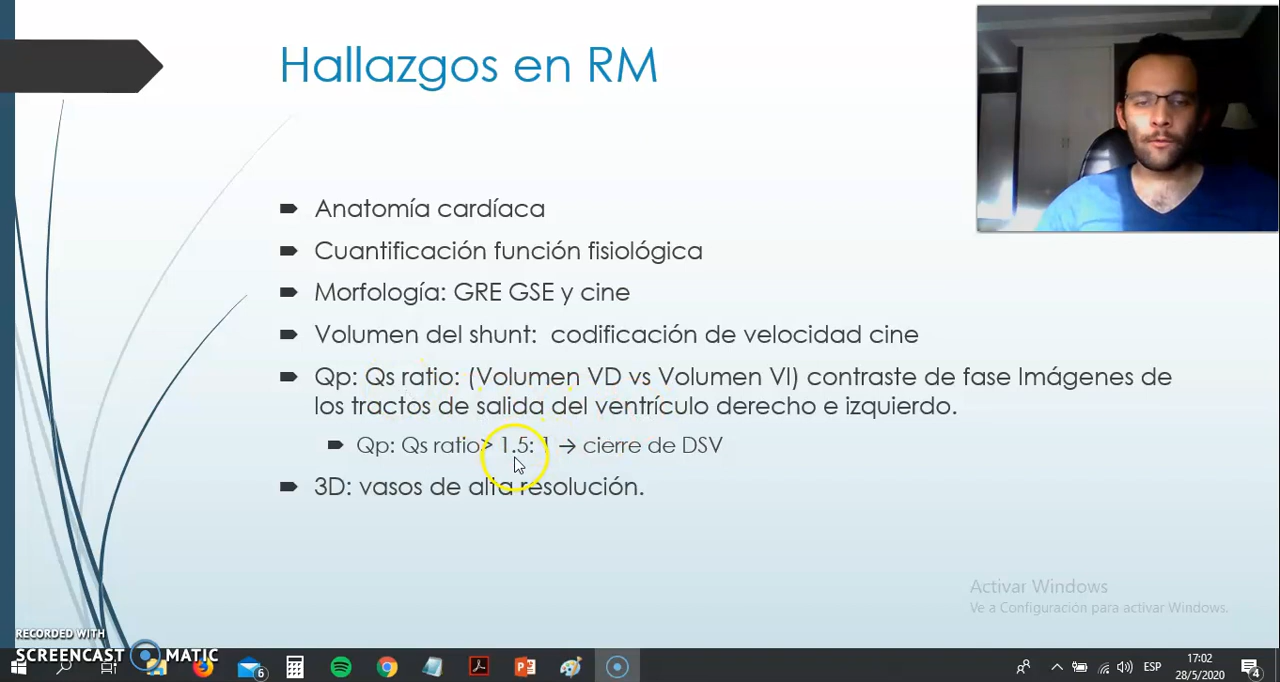 Hallazgos en RM
Anatomía cardíaca
Cuantificación función fisiológica
Morfología: GRE GSE y cine
Volumen del shunt: codificación de velocidad cine
Qp: Qs ratio: (Volumen VD vs Volumen VI) contraste de fase Imágenes de
los tractos de salida del ventrículo derecho e izquierdo.
Qp: Qs ratio> 1.5: 1 → cierre de DSV
3D: vasos de alta resolución.
Activar Windows
Ve a Configuración para activar Windows.
RECORDED WITH
SCREENCAST MATIC
6
ESP
17:02
28/5/2020
4